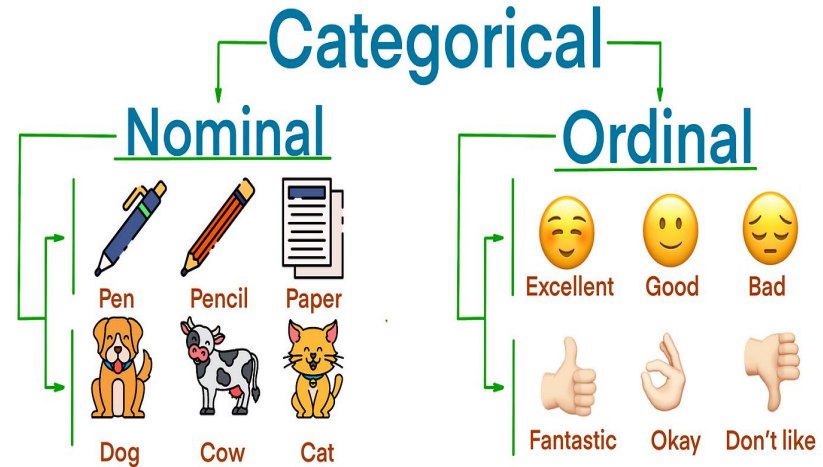 Categorical
Nominal
Ordinal
Pen Pencil Paper
Excellent Good Bad
Dog Cow Cat
Fantastic Okay Don't like